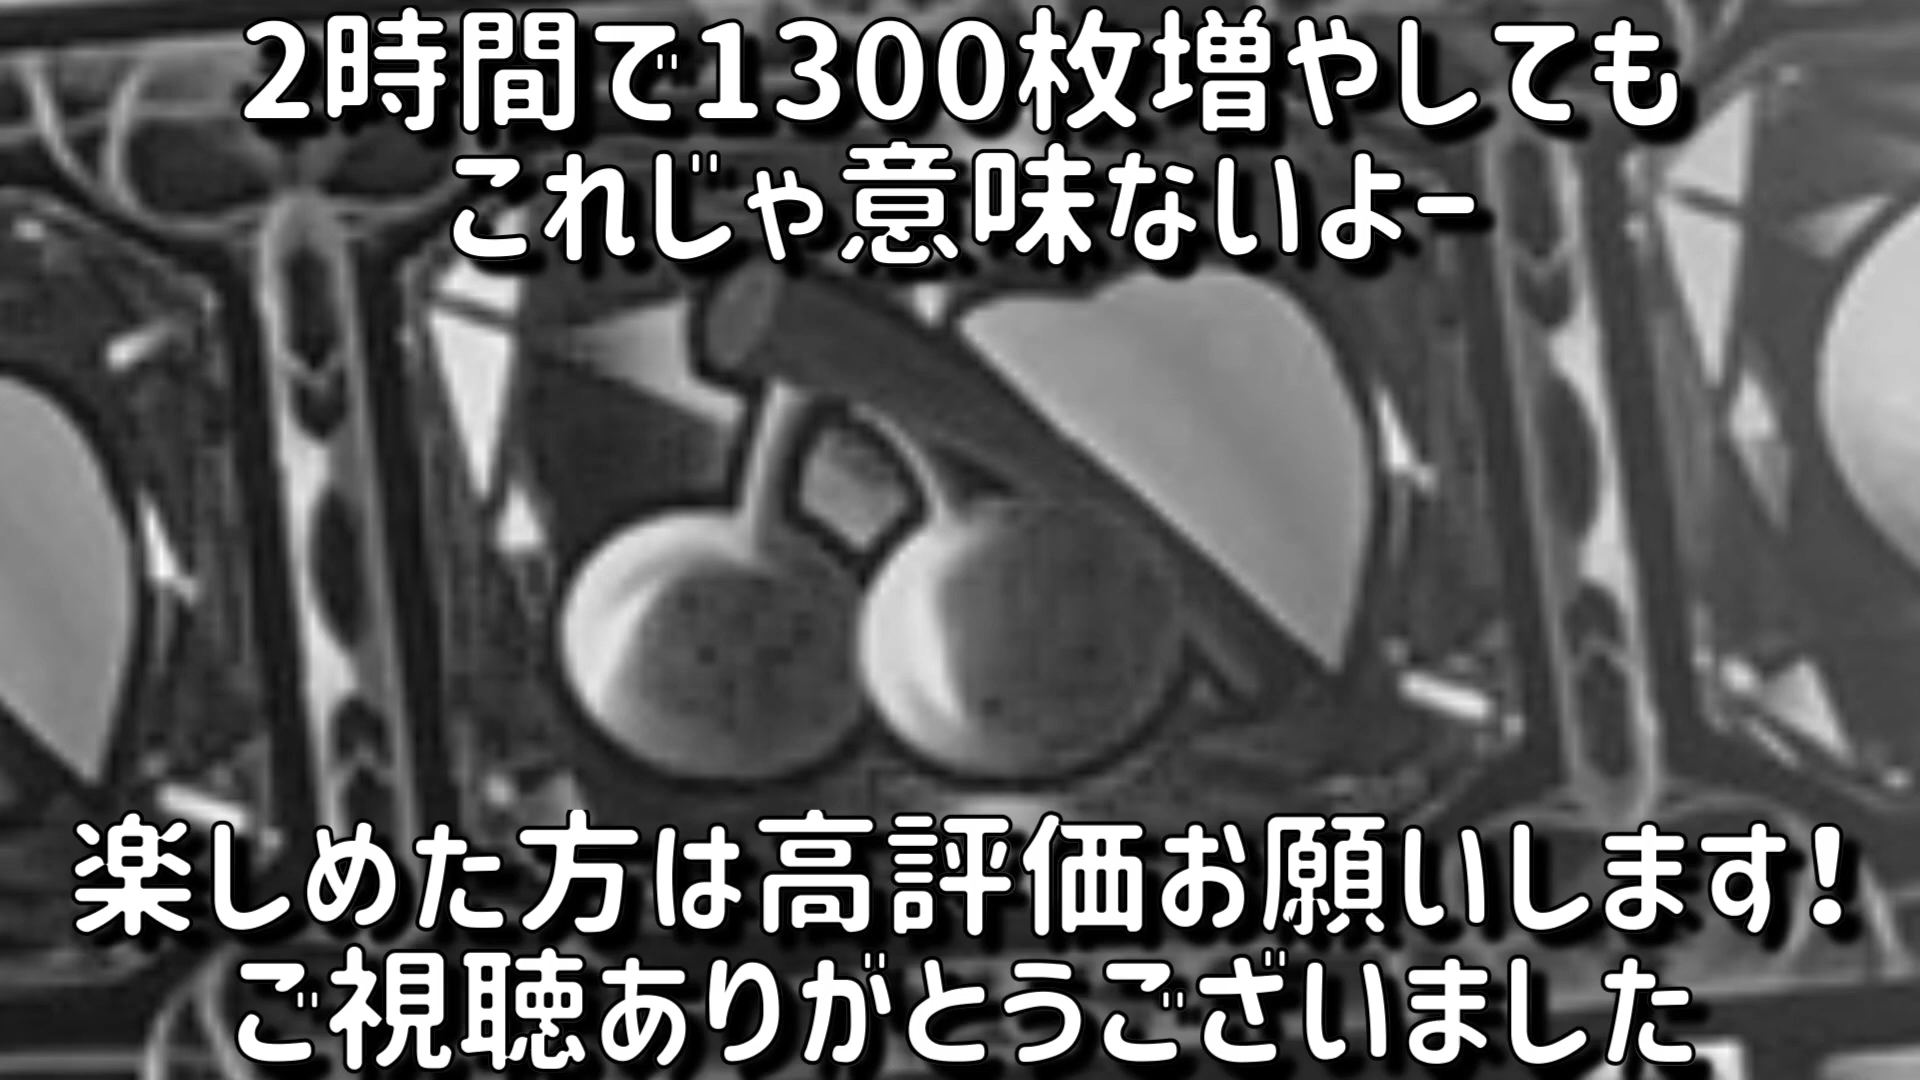 2時間で1300枚増やしても
これじゃ意味ないよー
楽しめた方は高評価お願いします!
ご視聴ありがとうございました